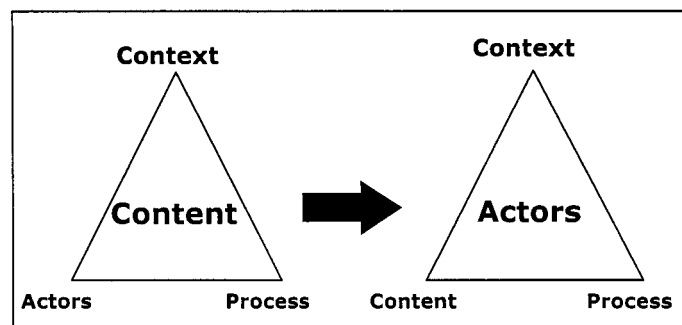 Context
Context
Content
Actors
Actors
Process
Content
Process